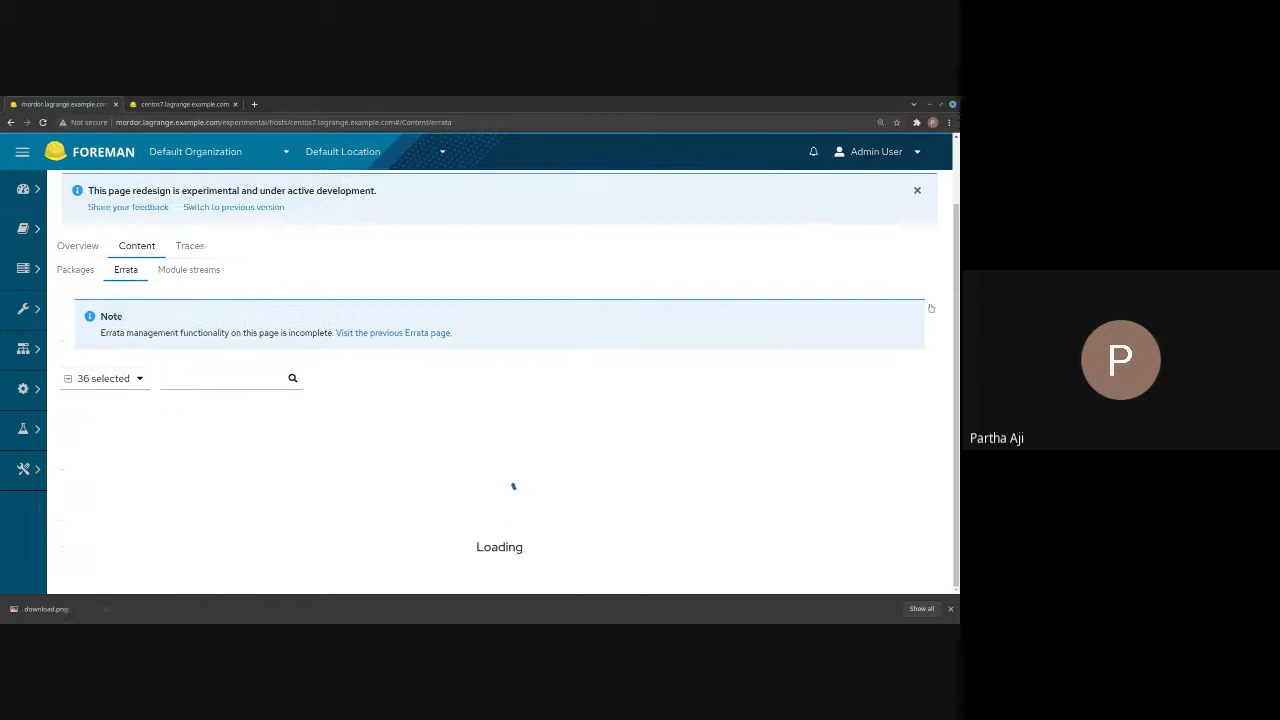 mordor.lagrange.example.com
centos7.lagrange.example.com
Not secure
mordor.lagrange.example.com/experimental/hosts/centos7.lagrange.example.com#/Content/errata
P
FOREMAN
Default Organization
Default Location
Admin User
This page redesign is experimental and under active development.
Share your feedback
Switch to previous version
Overview
Content
Traces
Packages
Errata
Module streams
Note
Errata management functionality on this page is incomplete. Visit the previous Errata page.
36 selected
Loading
download.png
Show all
P
Partha Aji